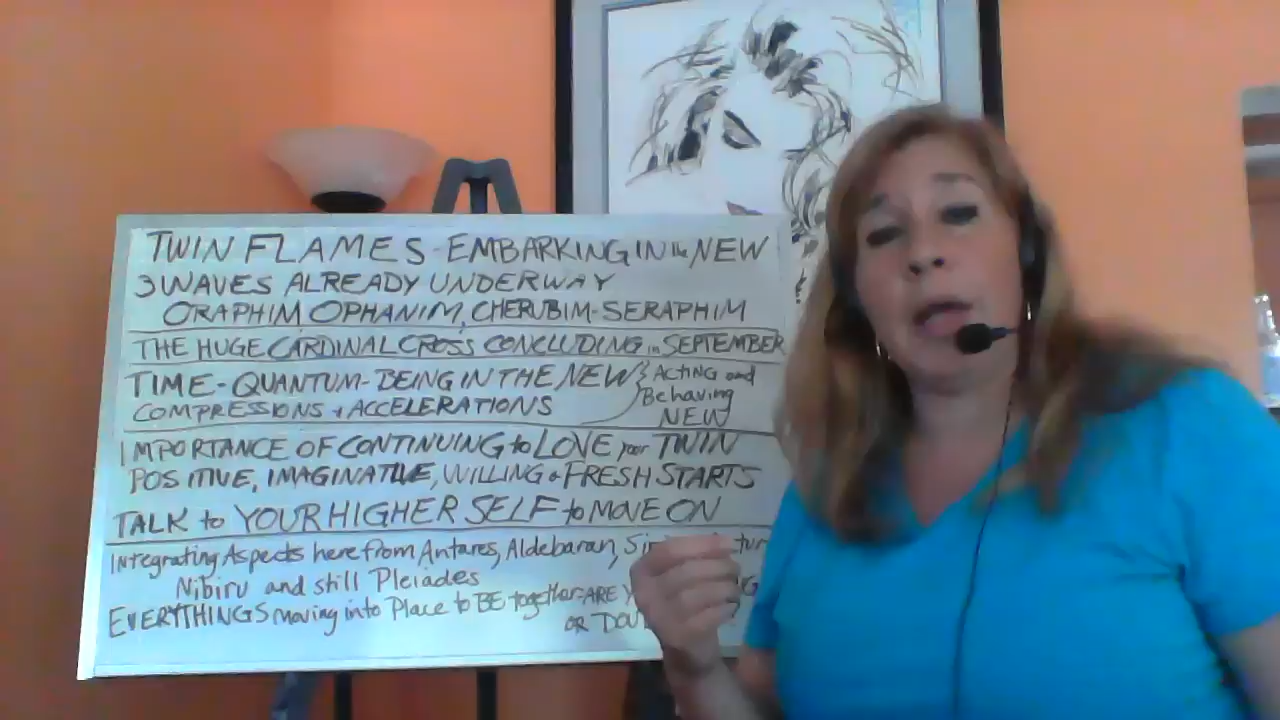 TWIN FLAMES - EMBARKING IN the NEW
3 WAVES ALREADY UNDERWAY
ORAPHIM, OPHANIM, CHERUBIM-SERAPHIM
THE HUGE CARDINAL CROSS CONCLUDING in SEPTEMBER
TIME-QUANTUM-BEING IN THE NEW } ACTING and
COMPRESSIONS + ACCELERATIONS Behaving
NEW
IMPORTANCE OF CONTINUING to LOVE your TWIN
POSITIVE, IMAGINATIVE, WILLING & FRESH STARTS
TALK to YOUR HIGHER SELF to MOVE ON
Integrating Aspects here from Antares, Aldebaran,
Nibiru and still Pleiades
EVERYTHINGS moving into Place to BE together-ARE
OR